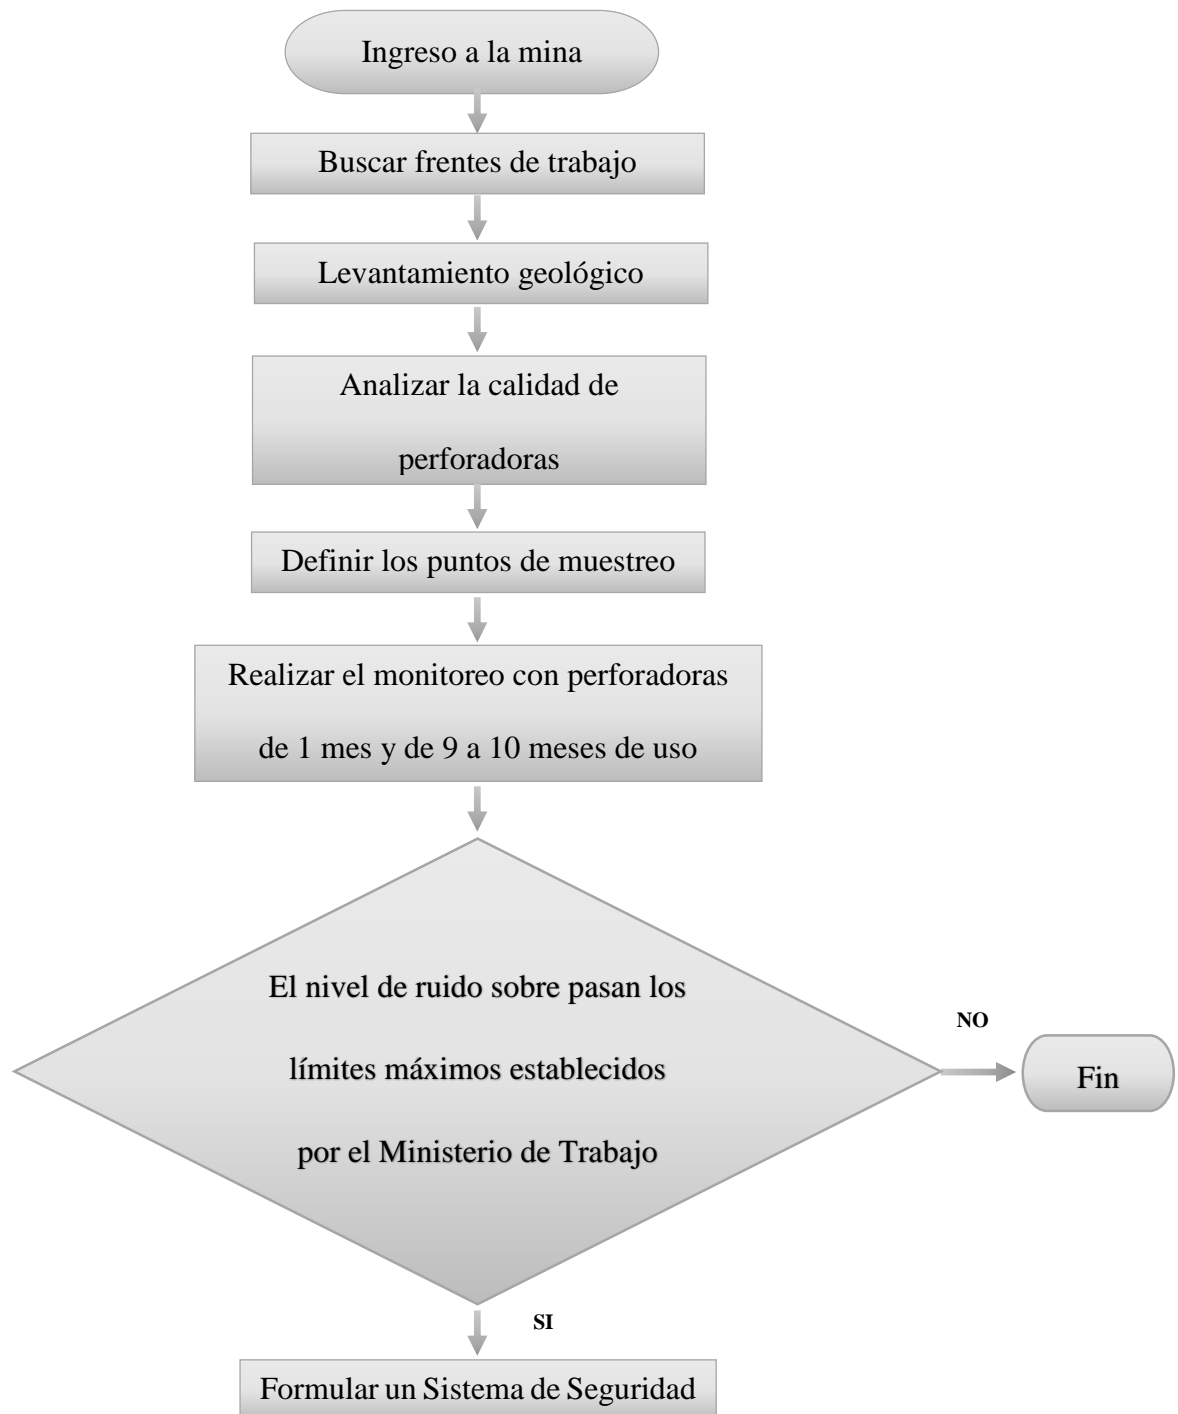 Ingreso a la mina
Buscar frentes de trabajo
Levantamiento geológico
Analizar la calidad de
perforadoras
Definir los puntos de muestreo
Realizar el monitoreo con perforadoras
de 1 mes y de 9 a 10 meses de uso
El nivel de ruido sobre pasan los
límites máximos establecidos
por el Ministerio de Trabajo
NO
Fin
SI
Formular un Sistema de Seguridad